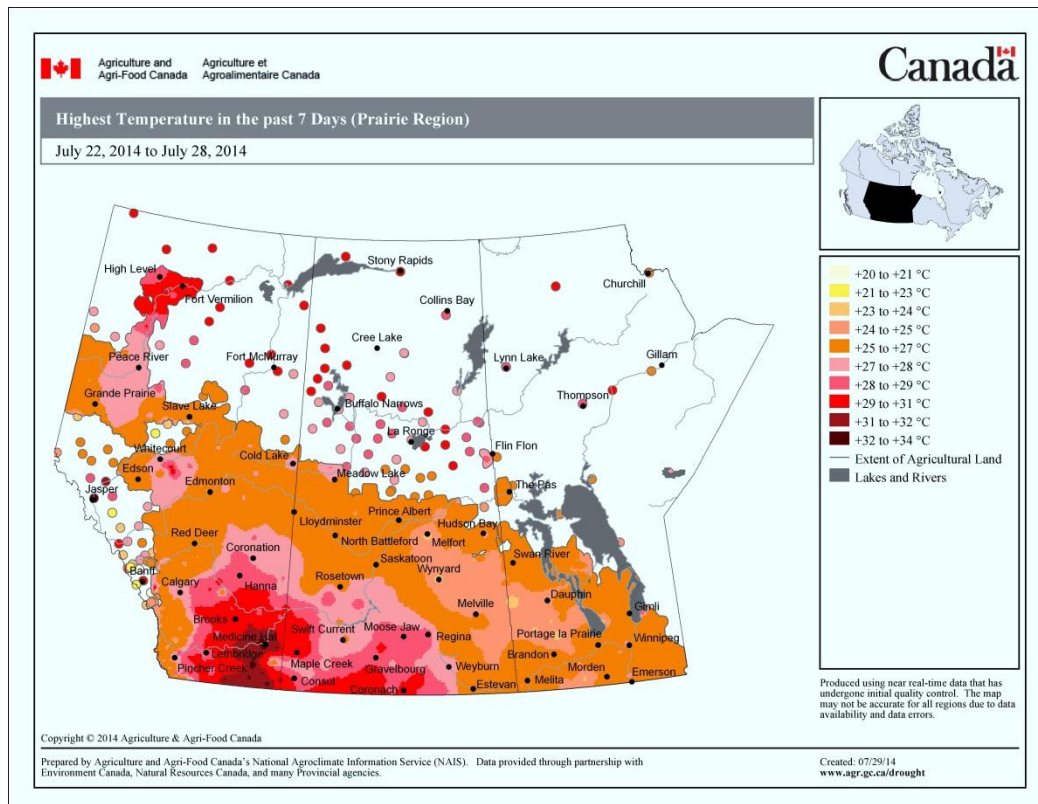 Agriculture and
Agri-Food Canada
Agriculture et
Agroalimentaire Canada
Canada
Highest Temperature in the past 7 Days (Prairie Region)
July 22, 2014 to July 28, 2014
High Level
Fort Vermilion
Stony Rapids
Churchill
Collins Bay
Cree Lake
Peace River
Fort McMurray
Lynn Lake
Gillam
Grande Prairie
Slave Lake
Buffalo Narrows
Thompson
La Ronge
Whitecourt
Flin Flon
Edson
Cold Lake
Meadow Lake
Jasper
Edmonton
The Pas
Lloydminster
Prince Albert
Hudson Bay
Red Deer
North Battleford
Melfort
Coronation
Saskatoon
Swan River
Banff
Calgary
Hanna
Rosetown
Wynyard
Dauphin
Melville
Gimli
Brooks
Swift Current
Moose Jaw
Regina
Portage la Prairie
Winnipeg
Medicine Hat
Lethbridge
Pincher Creek
Maple Creek
Gravelbourg
Weyburn
Brandon
Morden
Consul
Coronach
Estevan
Melita
Emerson
+20 to +21 °C
+21 to +23 °C
+23 to +24 °C
+24 to +25 °C
+25 to +27 °C
+27 to +28 °C
+28 to +29 °C
+29 to +31 °C
+31 to +32 °C
+32 to +34 °C
Extent of Agricultural Land
Lakes and Rivers
Produced using near real-time data that has
undergone initial quality control. The map
may not be accurate for all regions due to data
availability and data errors.
Copyright © 2014 Agriculture & Agri-Food Canada
Prepared by Agriculture and Agri-Food Canada's National Agroclimate Information Service (NAIS). Data provided through partnership with
Environment Canada, Natural Resources Canada, and many Provincial agencies.
Created: 07/29/14
www.agr.gc.ca/drought